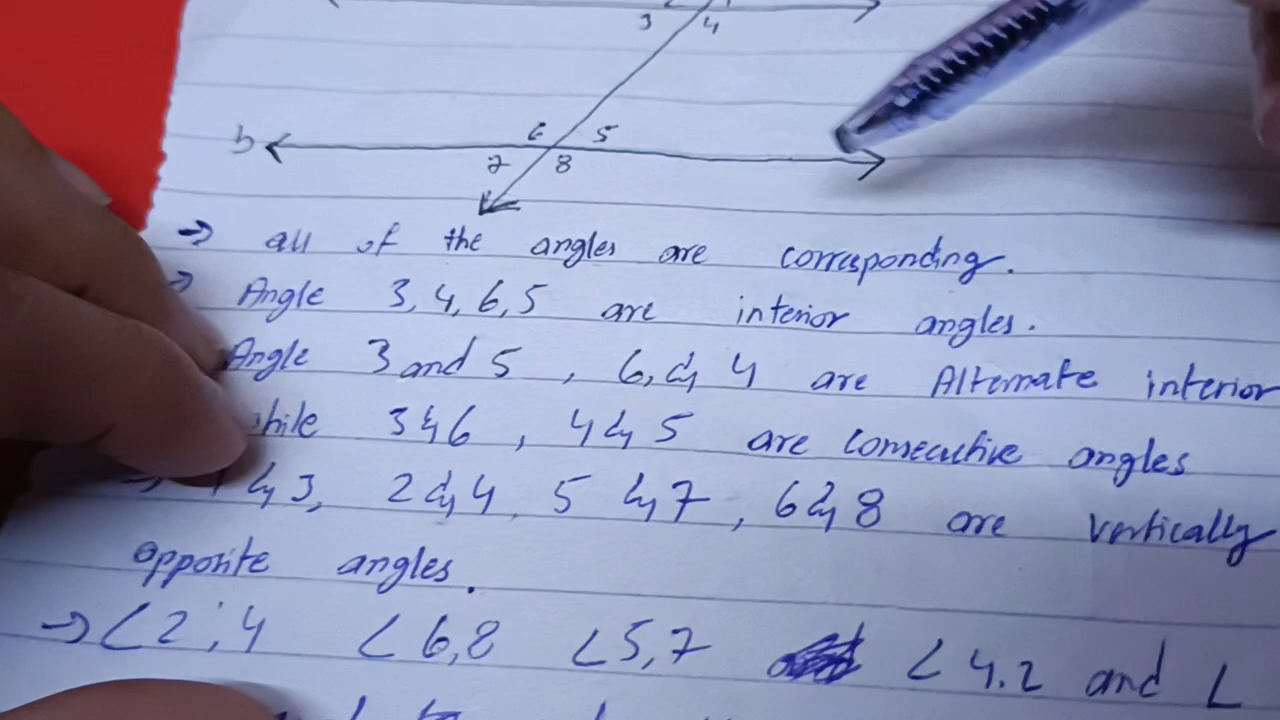 3 4
b 6 5
7 8
→ all of the angles are corresponding.
→ Angle 3, 4, 6, 5 are interior angles.
Angle 3 and 5 , 6, & 4 are Alternate interior
while 3 & 6 , 4 & 5 are consecutive angles
→ 1 & 3, 2 & 4, 5 & 7 , 6 & 8 are vertically
opposite angles.
→ ∠ 2 , 4 ∠ 6,8 ∠ 5, 7 ∠ 4.2 and ∠